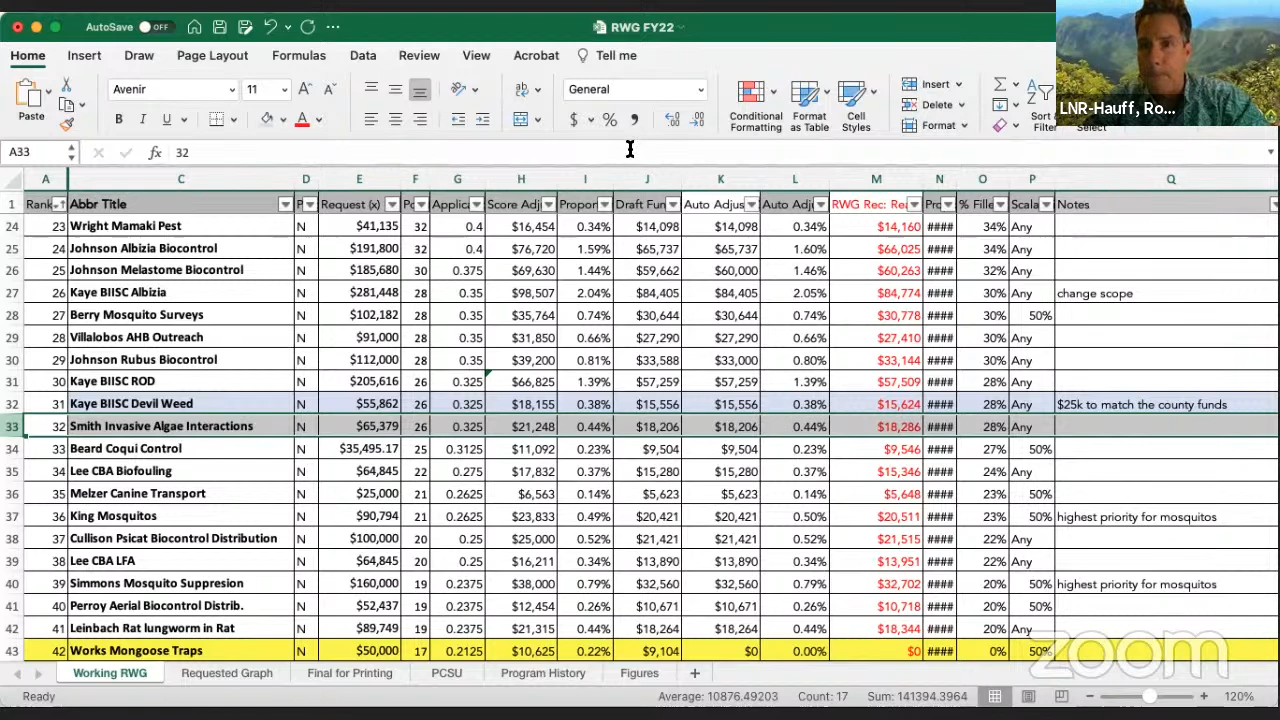 AutoSave OFF RWG FY22
Home Insert Draw Page Layout Formulas Data Review View Acrobat Tell me
Avenir 11 General
Paste Conditional Formatting Format as Table Cell Styles Insert Delete Format Sort Filter Select
LNR-Hauff, Ro...
A33 fx 32
A C D E F G H I J K L M N O P Q
1 Rank Abbr Title P Request (x) Po Applica Score Adj Propor Draft Fun Auto Adjus Auto Adj RWG Rec: Rea Pro % Fille Scala Notes
24 23 Wright Mamaki Pest N $41,135 32 0.4 $16,454 0.34% $14,098 $14,098 0.34% $14,160 #### 34% Any
25 24 Johnson Albizia Biocontrol N $191,800 32 0.4 $76,720 1.59% $65,737 $65,737 1.60% $66,025 #### 34% Any
26 25 Johnson Melastome Biocontrol N $185,680 30 0.375 $69,630 1.44% $59,662 $60,000 1.46% $60,263 #### 32% Any
27 26 Kaye BIISC Albizia N $281,448 28 0.35 $98,507 2.04% $84,405 $84,405 2.05% $84,774 #### 30% Any change scope
28 27 Berry Mosquito Surveys N $102,182 28 0.35 $35,764 0.74% $30,644 $30,644 0.74% $30,778 #### 30% 50%
29 28 Villalobos AHB Outreach N $91,000 28 0.35 $31,850 0.66% $27,290 $27,290 0.66% $27,410 #### 30% Any
30 29 Johnson Rubus Biocontrol N $112,000 28 0.35 $39,200 0.81% $33,588 $33,000 0.80% $33,144 #### 30% Any
31 30 Kaye BIISC ROD N $205,616 26 0.325 $66,825 1.39% $57,259 $57,259 1.39% $57,509 #### 28% Any
32 31 Kaye BIISC Devil Weed N $55,862 26 0.325 $18,155 0.38% $15,556 $15,556 0.38% $15,624 #### 28% Any $25k to match the county funds
33 32 Smith Invasive Algae Interactions N $65,379 26 0.325 $21,248 0.44% $18,206 $18,206 0.44% $18,286 #### 28% Any
34 33 Beard Coqui Control N $35,495.17 25 0.3125 $11,092 0.23% $9,504 $9,504 0.23% $9,546 #### 27% 50%
35 34 Lee CBA Biofouling N $64,845 22 0.275 $17,832 0.37% $15,280 $15,280 0.37% $15,346 #### 24% Any
36 35 Melzer Canine Transport N $25,000 21 0.2625 $6,563 0.14% $5,623 $5,623 0.14% $5,648 #### 23% 50%
37 36 King Mosquitos N $90,794 21 0.2625 $23,833 0.49% $20,421 $20,421 0.50% $20,511 #### 23% 50% highest priority for mosquitos
38 37 Cullison Psicat Biocontrol Distribution N $100,000 20 0.25 $25,000 0.52% $21,421 $21,421 0.52% $21,515 #### 22% Any
39 38 Lee CBA LFA N $64,845 20 0.25 $16,211 0.34% $13,890 $13,890 0.34% $13,951 #### 22% Any
40 39 Simmons Mosquito Suppresion N $160,000 19 0.2375 $38,000 0.79% $32,560 $32,560 0.79% $32,702 #### 20% 50% highest priority for mosquitos
41 40 Perroy Aerial Biocontrol Distrib. N $52,437 19 0.2375 $12,454 0.26% $10,671 $10,671 0.26% $10,718 #### 20% 50%
42 41 Leinbach Rat lungworm in Rat N $89,749 19 0.2375 $21,315 0.44% $18,264 $18,264 0.44% $18,344 #### 20% Any
43 42 Works Mongoose Traps N $50,000 17 0.2125 $10,625 0.22% $9,104 $0 0.00% $0 #### 0% 50%
zoom
Working RWG Requested Graph Final for Printing PCSU Program History Figures +
Ready Average: 10876.49203 Count: 17 Sum: 141394.3964 120%